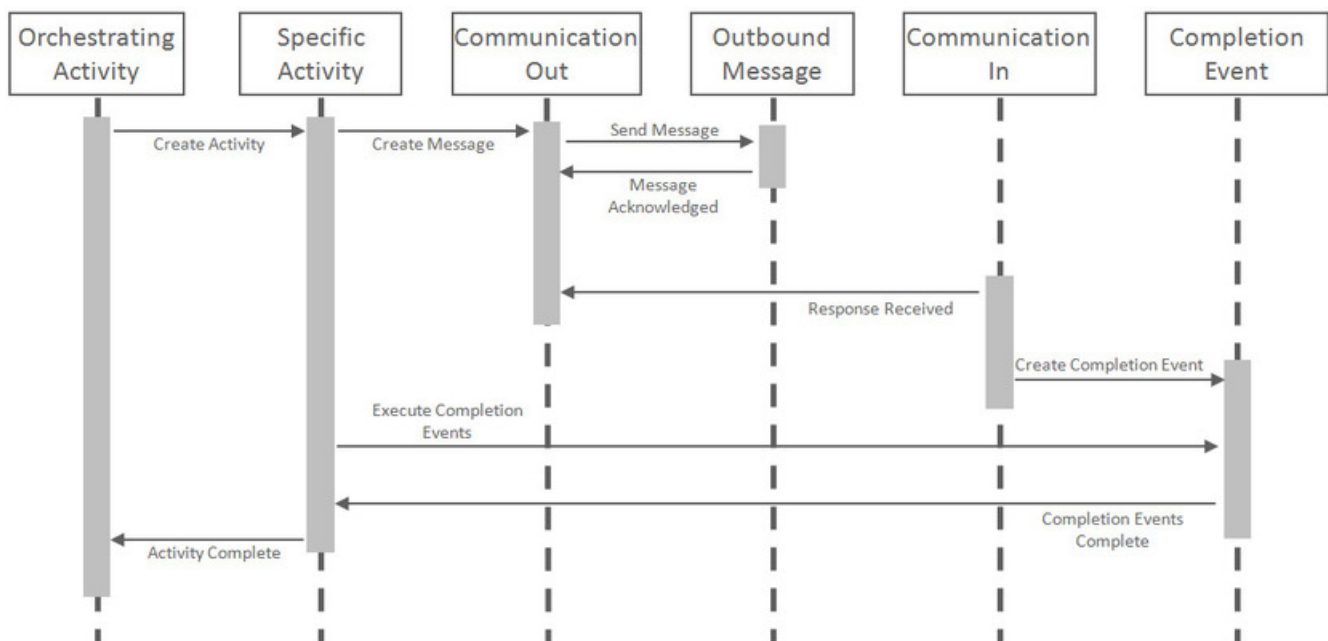 Orchestrating
Activity
Specific
Activity
Communication
Out
Outbound
Message
Communication
In
Completion
Event
Create Activity
Create Message
Send Message
Message
Acknowledged
Response Received
Create Completion Event
Execute Completion
Events
Completion Events
Complete
Activity Complete